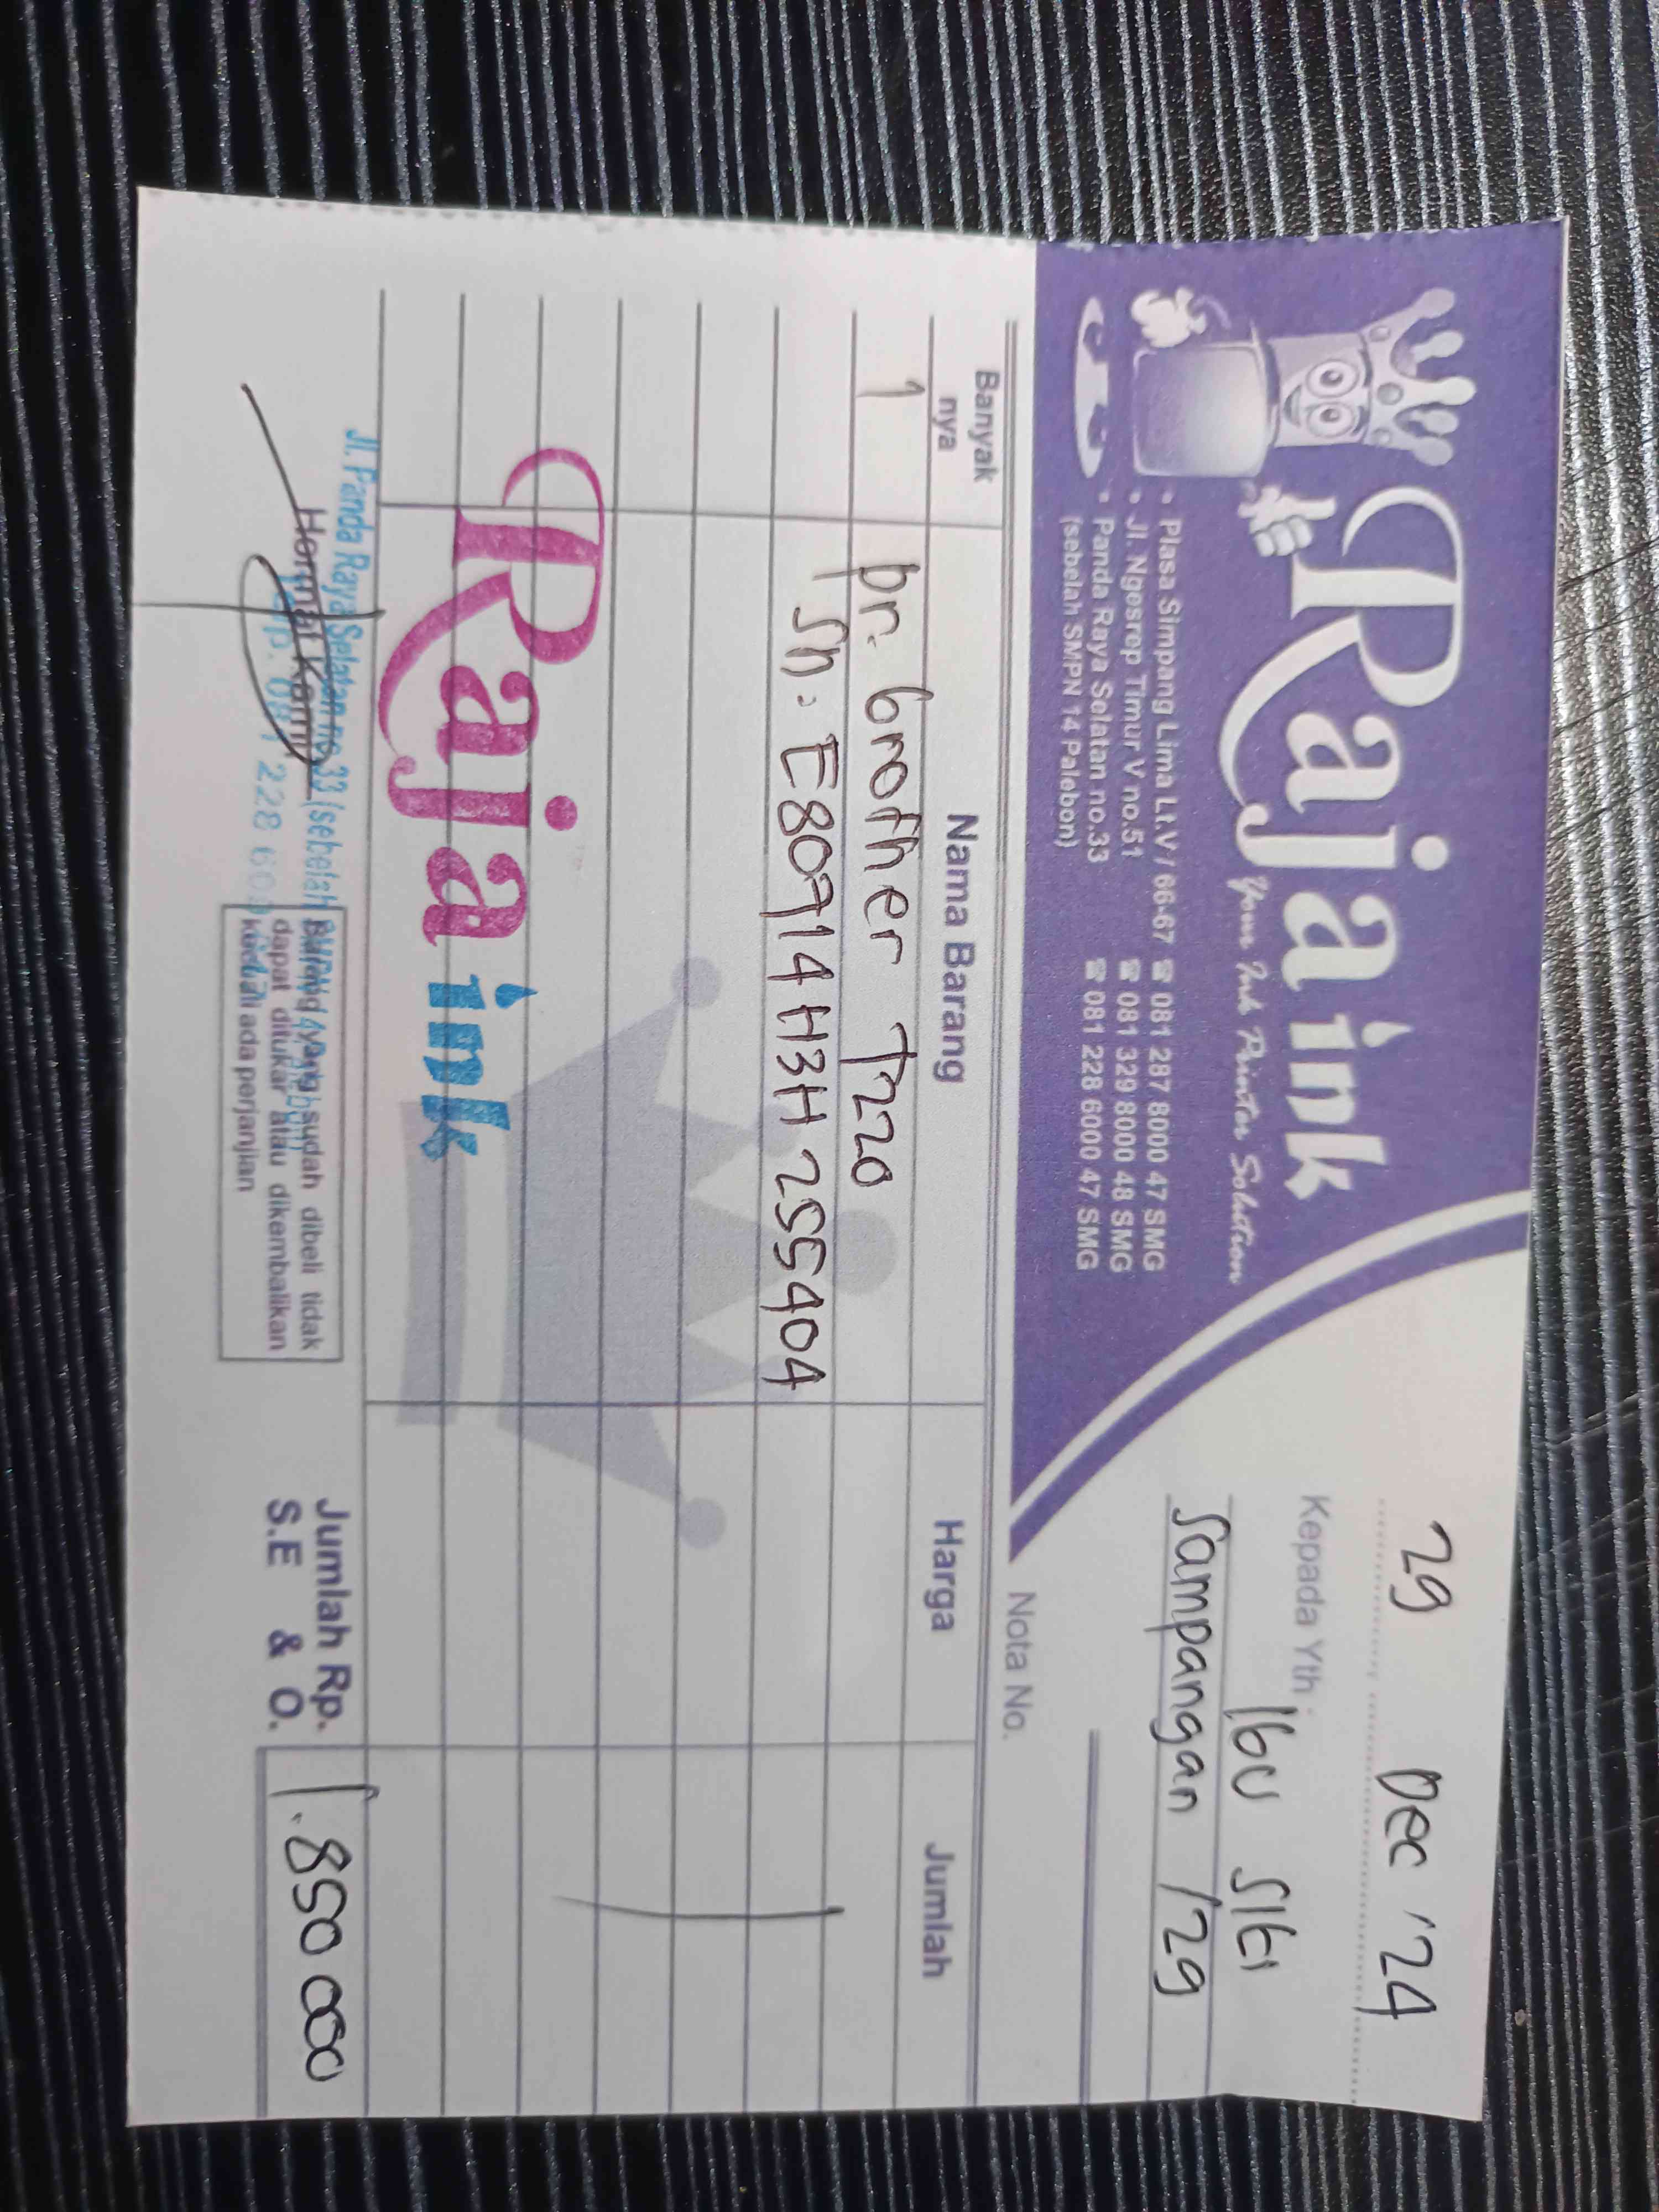 Raja ink
Your Ink Printer Solution
• Plasa Simpang Lima Lt.V / 66-67 ☎ 081 287 8000 47 SMG
• Jl. Ngesrep Timur V no.51 ☎ 081 329 8000 48 SMG
• Panda Raya Selatan no.33 ☎ 081 228 6000 47 SMG
(sebelah SMPN 14 Palebon)
29 Dec '24
Kepada Yth :
Ibu Siti
Sampangan /29
Nota No.
Banyak nya Nama Barang Harga Jumlah
1 pr. brother T220
Sn : E80914H3H255404
Raja ink
Jl. Panda Raya Selatan no 33 (sebelah
Hormat Kami,
Barang yang sudah dibeli tidak
dapat ditukar atau dikembalikan
kecuali ada perjanjian
Jumlah Rp. 1.850 000
S.E & O.